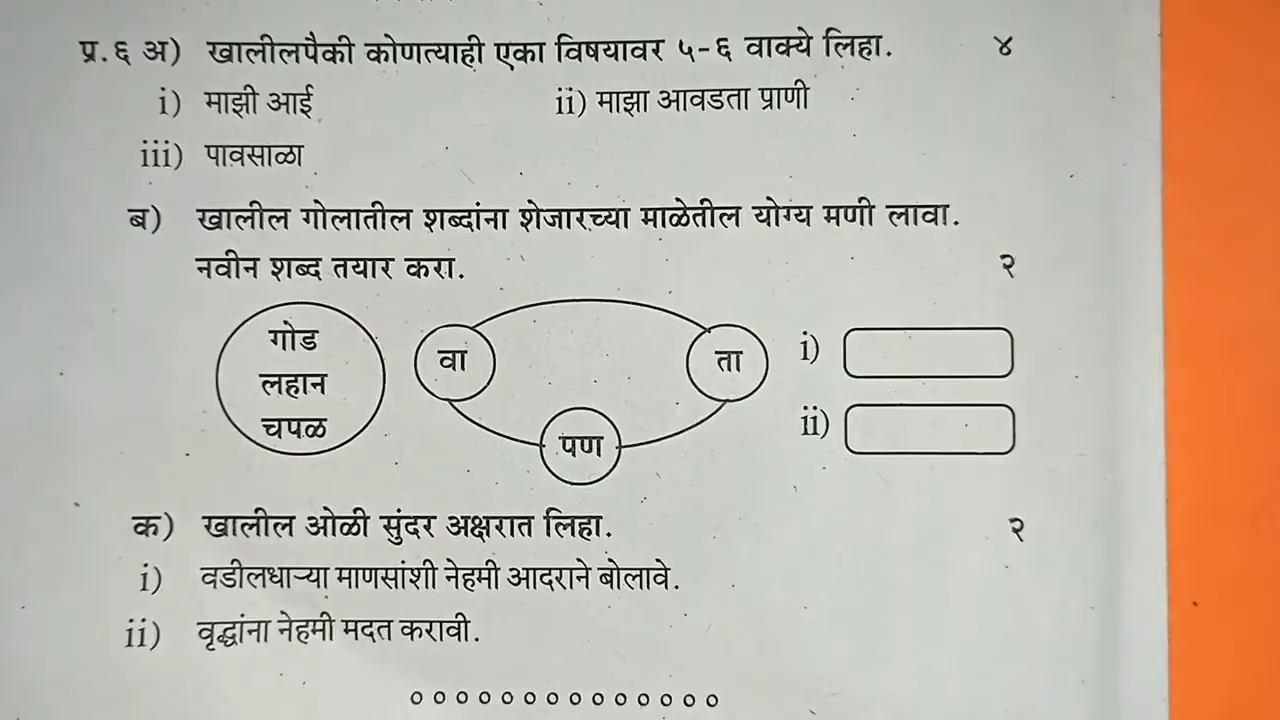 प्र.६ अ) खालीलपैकी कोणत्याही एका विषयावर ५-६ वाक्ये लिहा. ४
i) माझी आई ii) माझा आवडता प्राणी
iii) पावसाळा
ब) खालील गोलातील शब्दांना शेजारच्या माळेतील योग्य मणी लावा.
नवीन शब्द तयार करा. २
गोड
लहान
चपळ
वा
ता
पण
i)
ii)
क) खालील ओळी सुंदर अक्षरात लिहा. २
i) वडीलधाऱ्या माणसांशी नेहमी आदराने बोलावे.
ii) वृद्धांना नेहमी मदत करावी.